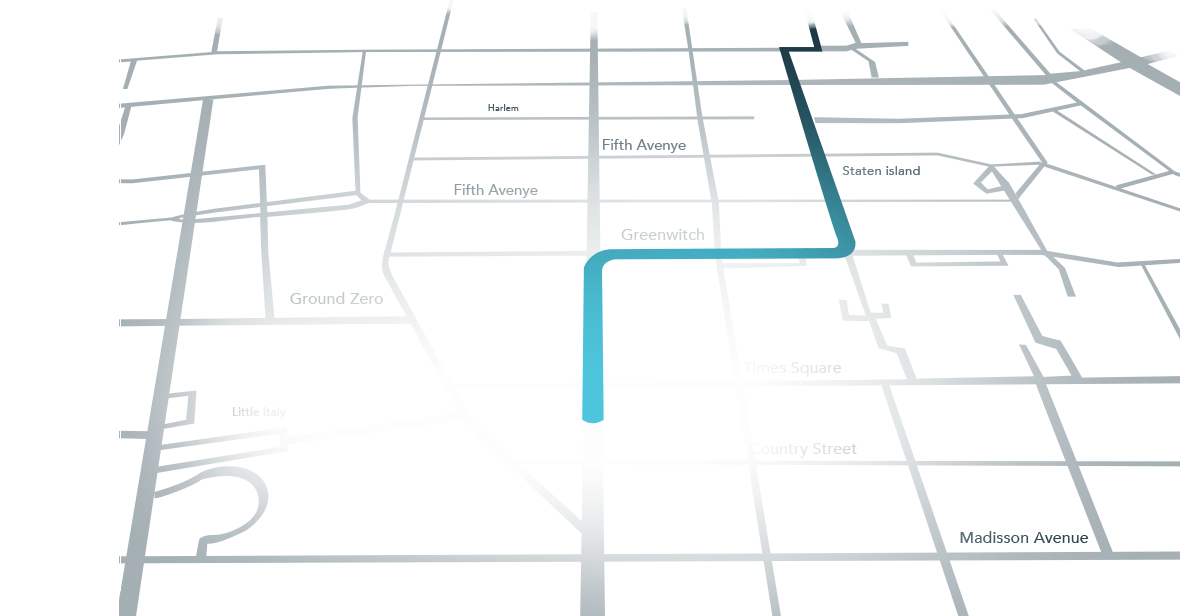 Harlem
Fifth Avenye
Staten island
Fifth Avenye
Greenwitch
Ground Zero
Times Square
Little italy
Country Street
Madisson Avenue